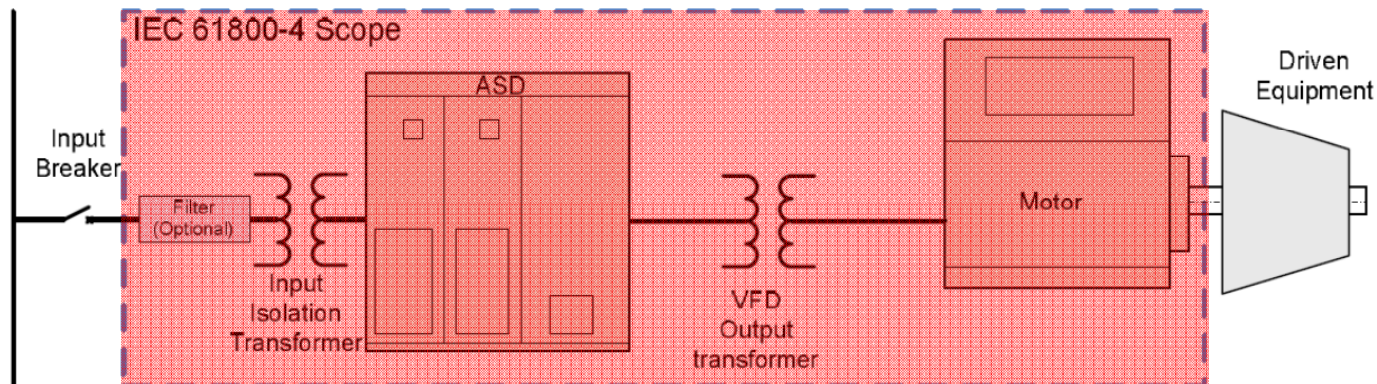 IEC 61800-4 Scope
Input
Breaker
Filter
(Optional)
Input
Isolation
Transformer
ASD
VFD
Output
transformer
Motor
Driven
Equipment